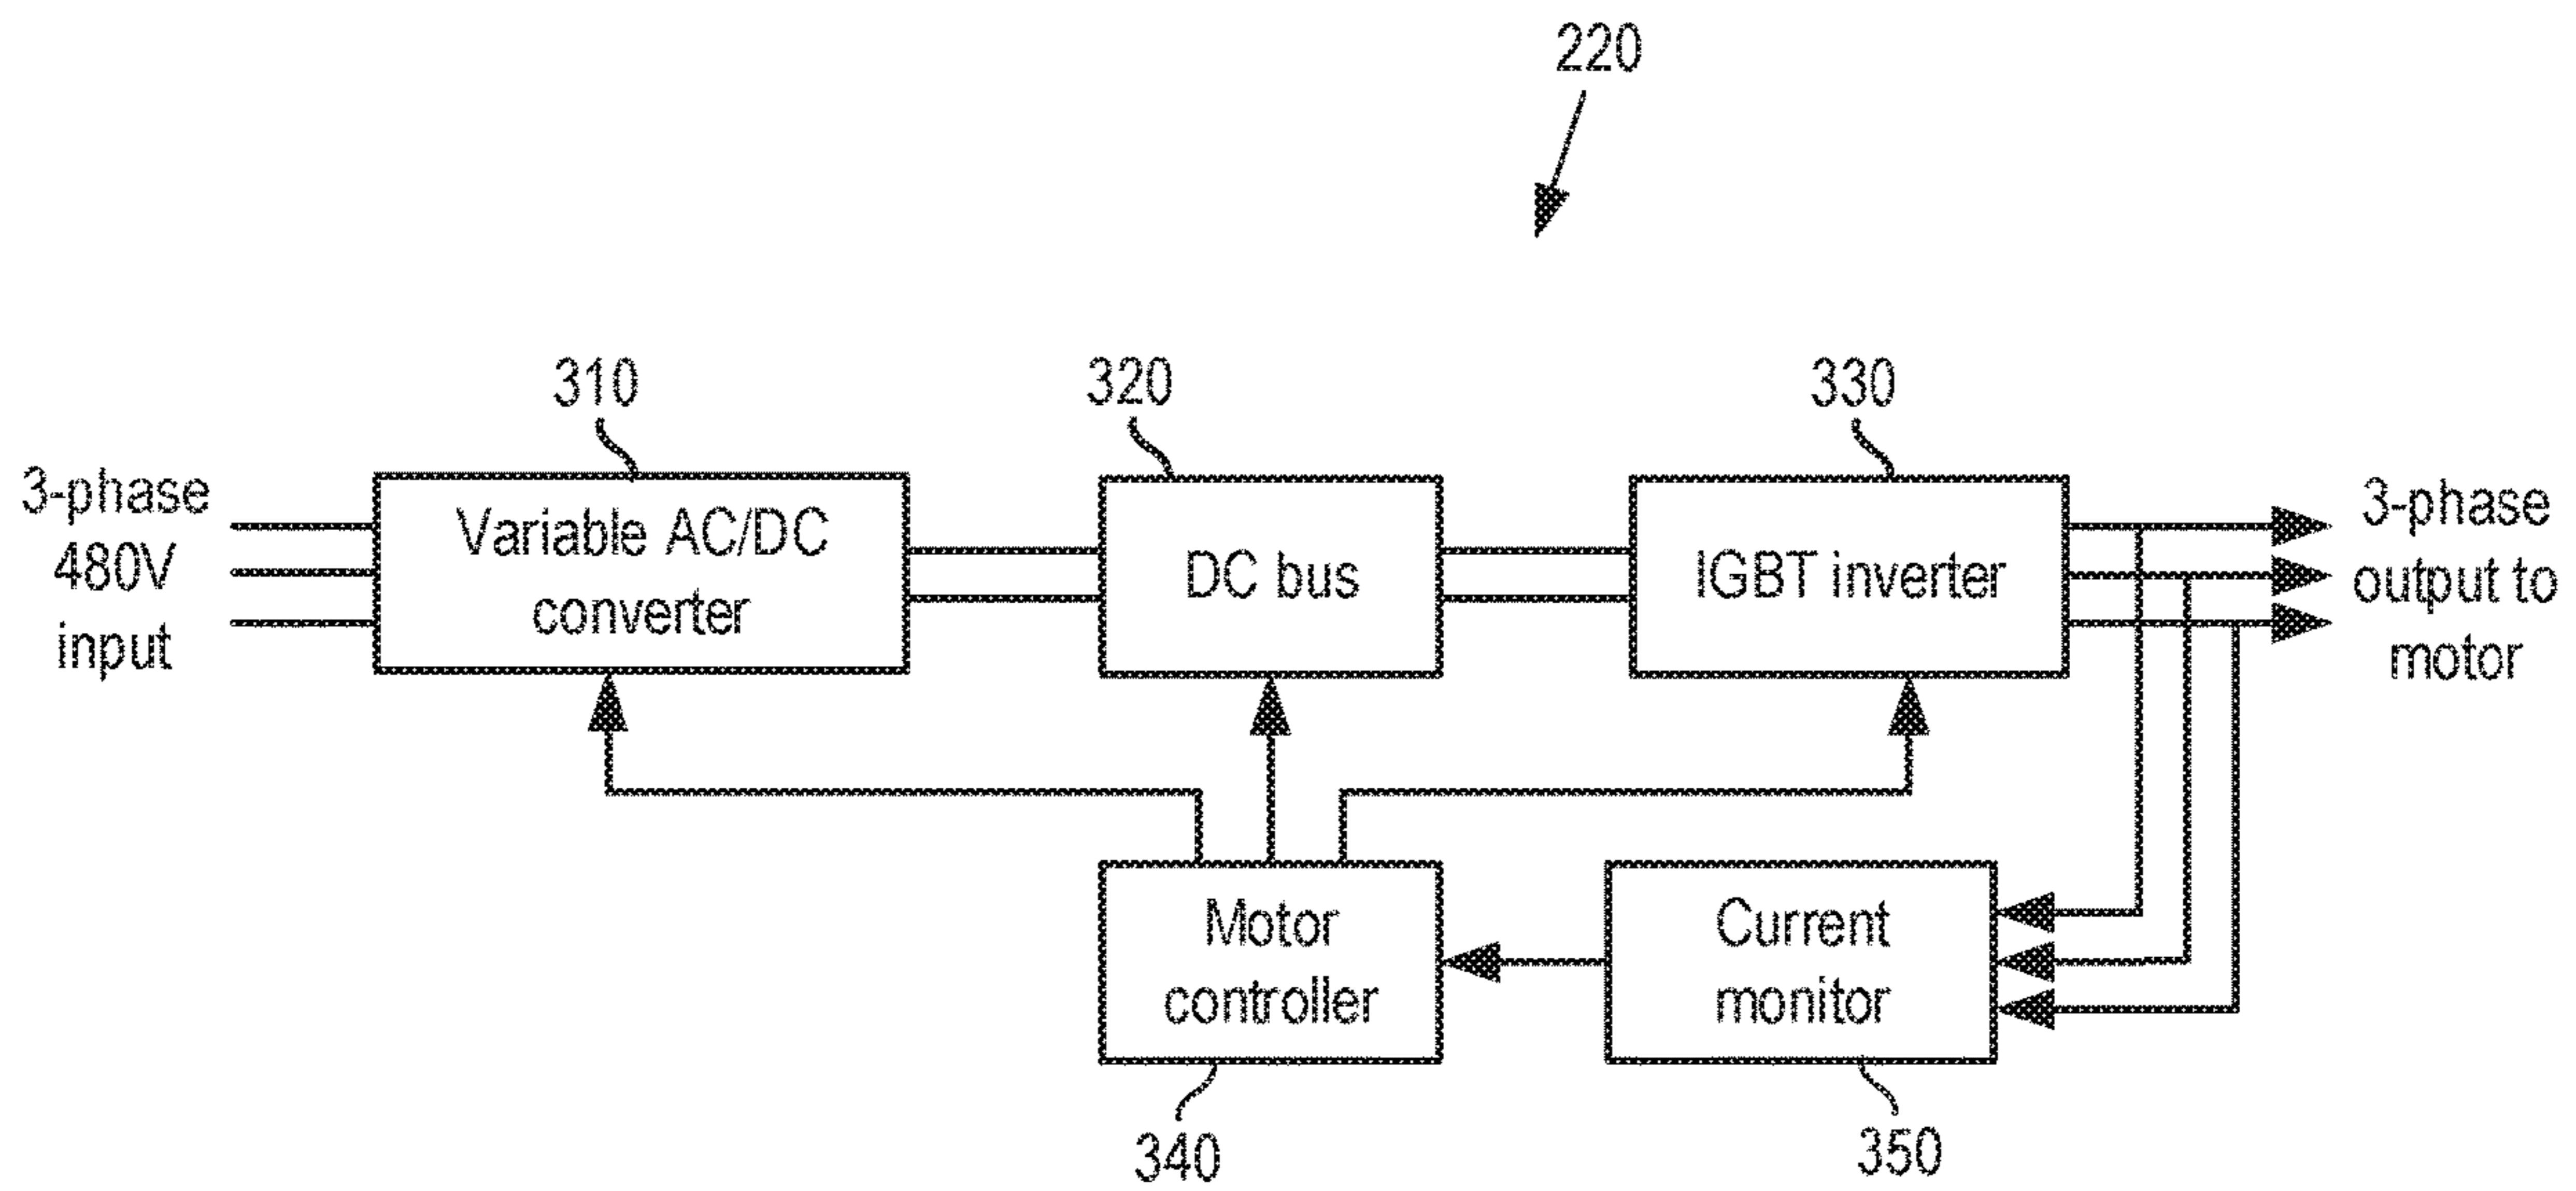 220
310
320
330
3-phase
480V
input
Variable AC/DC
converter
DC bus
IGBT inverter
3-phase
output to
motor
Motor
controller
Current
monitor
340
350